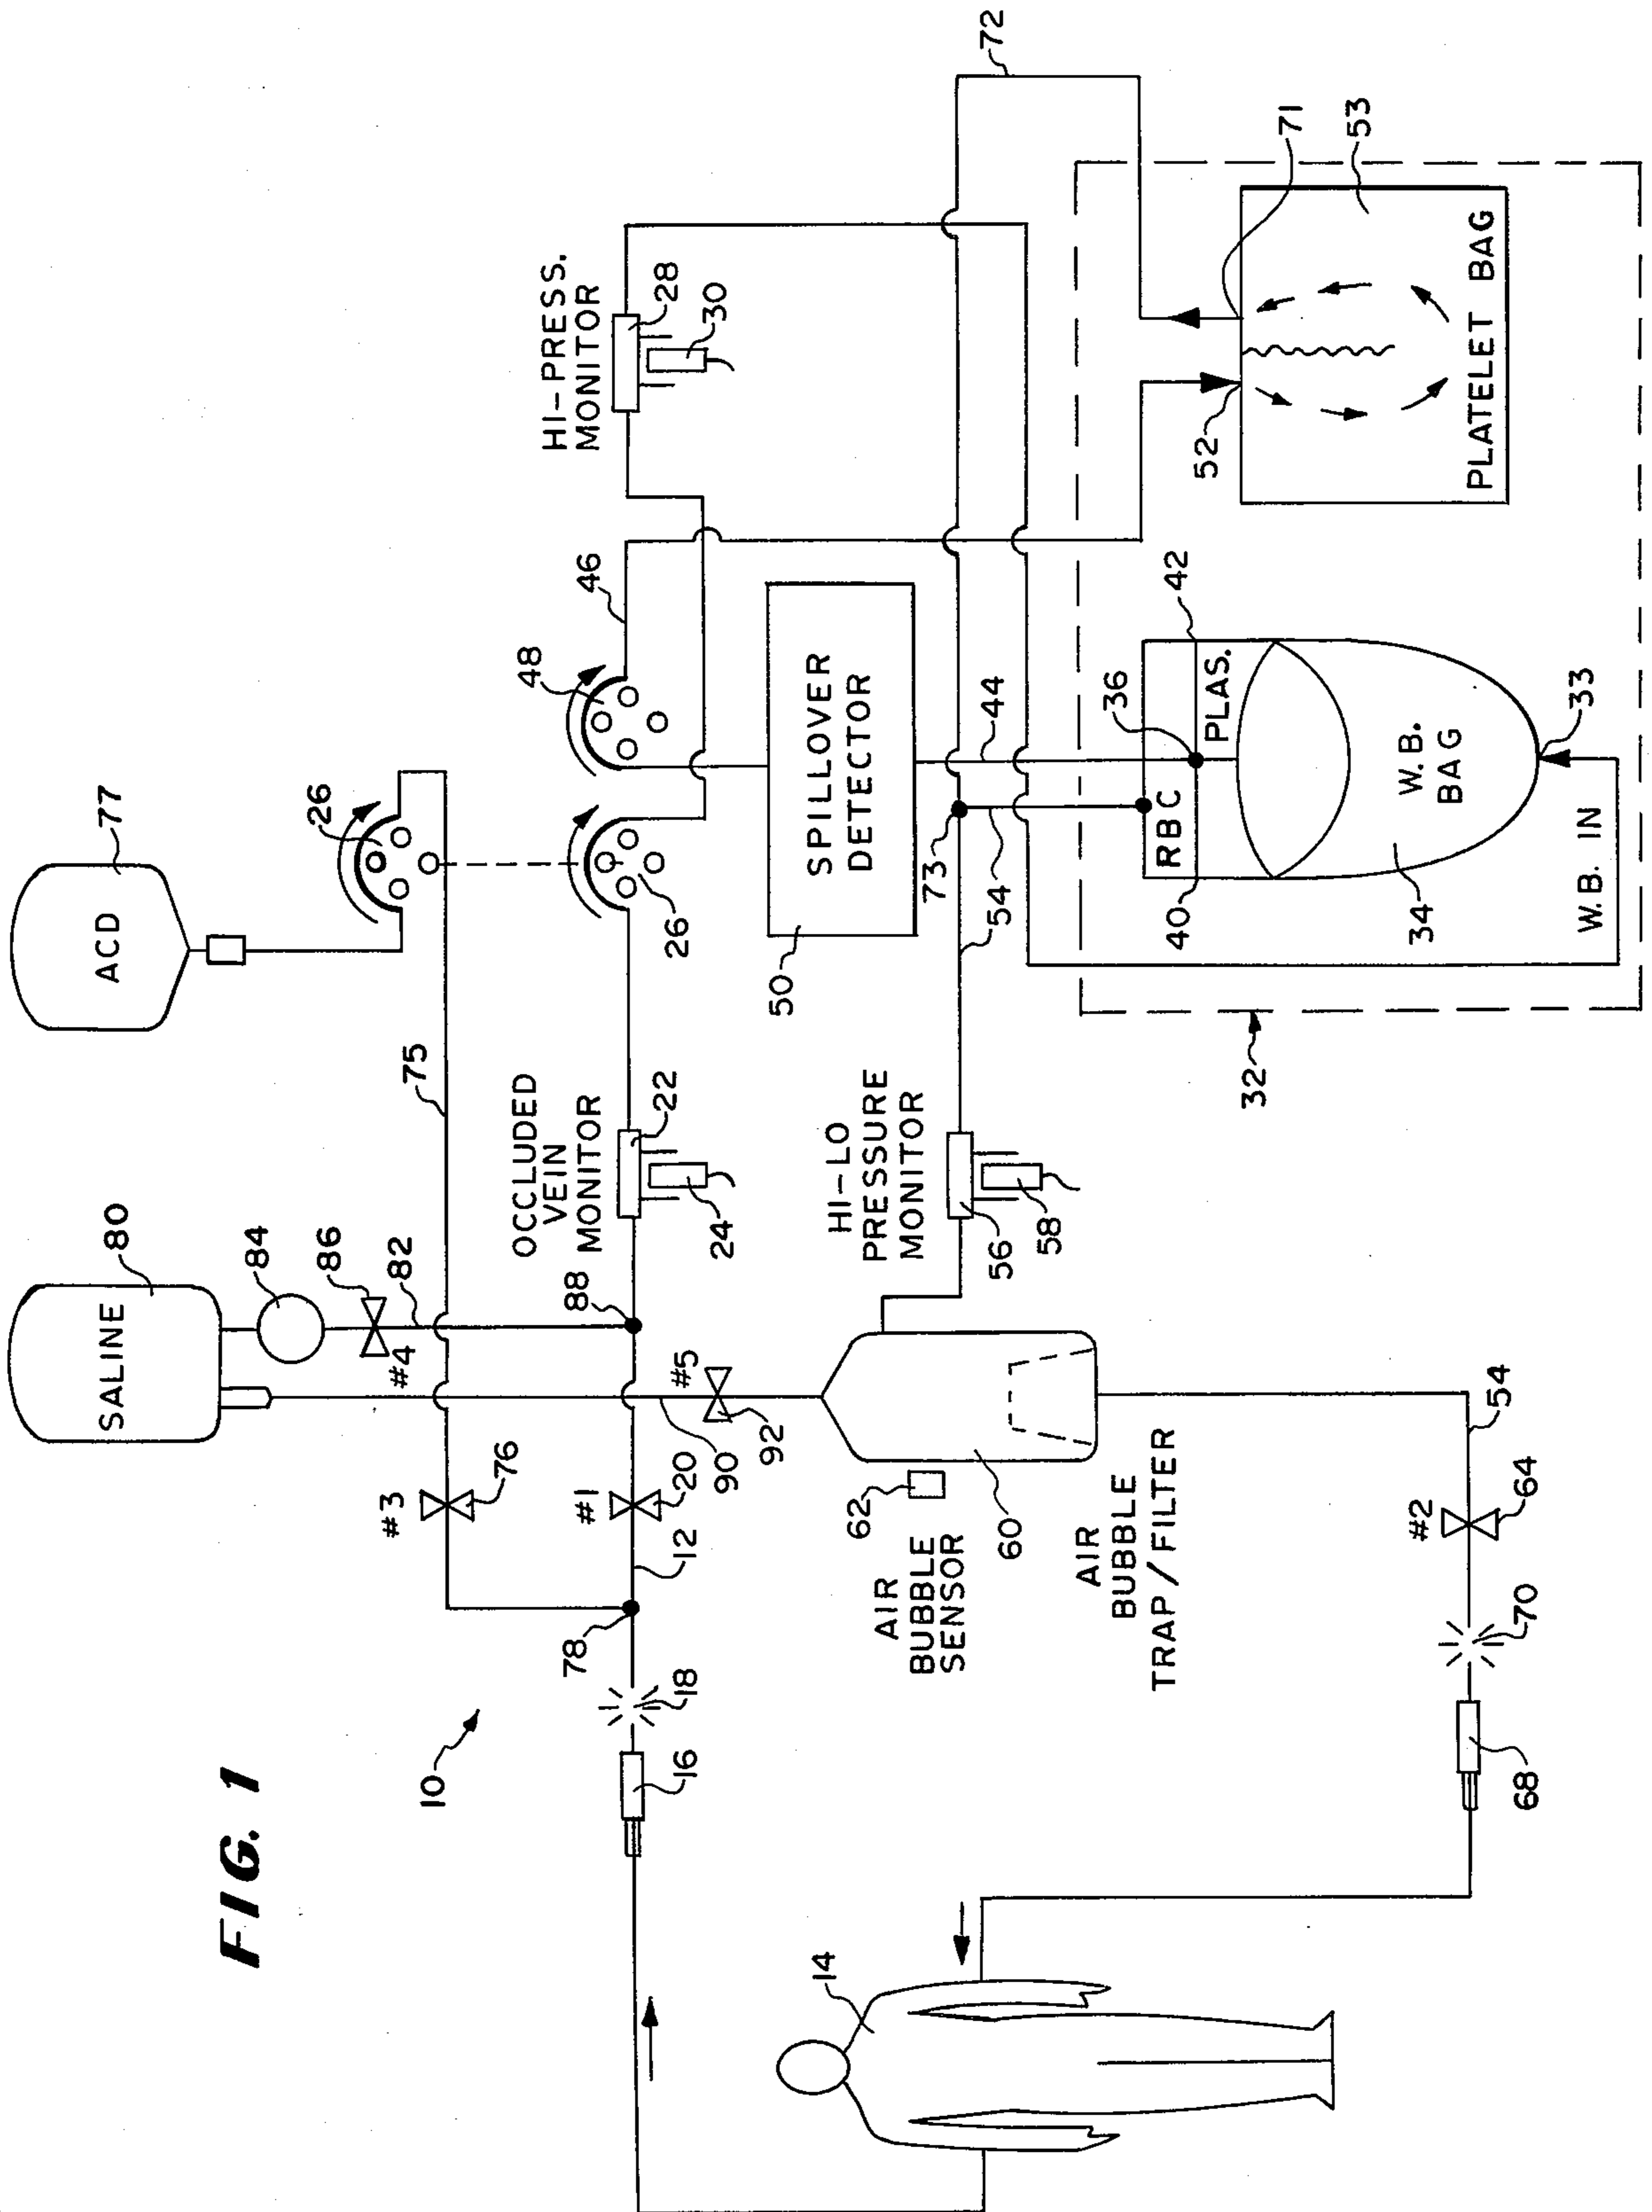 FIG. 1
10
SALINE
80
84
86
#4
82
ACD
77
26
75
#3
76
78
#1
20
12
88
90
#5
92
16
18
OCCLUDED
VEIN
MONITOR
22
24
26
48
46
HI-PRESS.
MONITOR
28
30
SPILLOVER
DETECTOR
50
44
72
73
54
HI-LO
PRESSURE
MONITOR
56
58
62
AIR
BUBBLE
SENSOR
60
AIR
BUBBLE
TRAP/FILTER
14
#2
64
54
70
68
32
40
RBC
36
PLAS.
42
W.B.
BAG
34
33
W.B. IN
52
71
53
PLATELET BAG